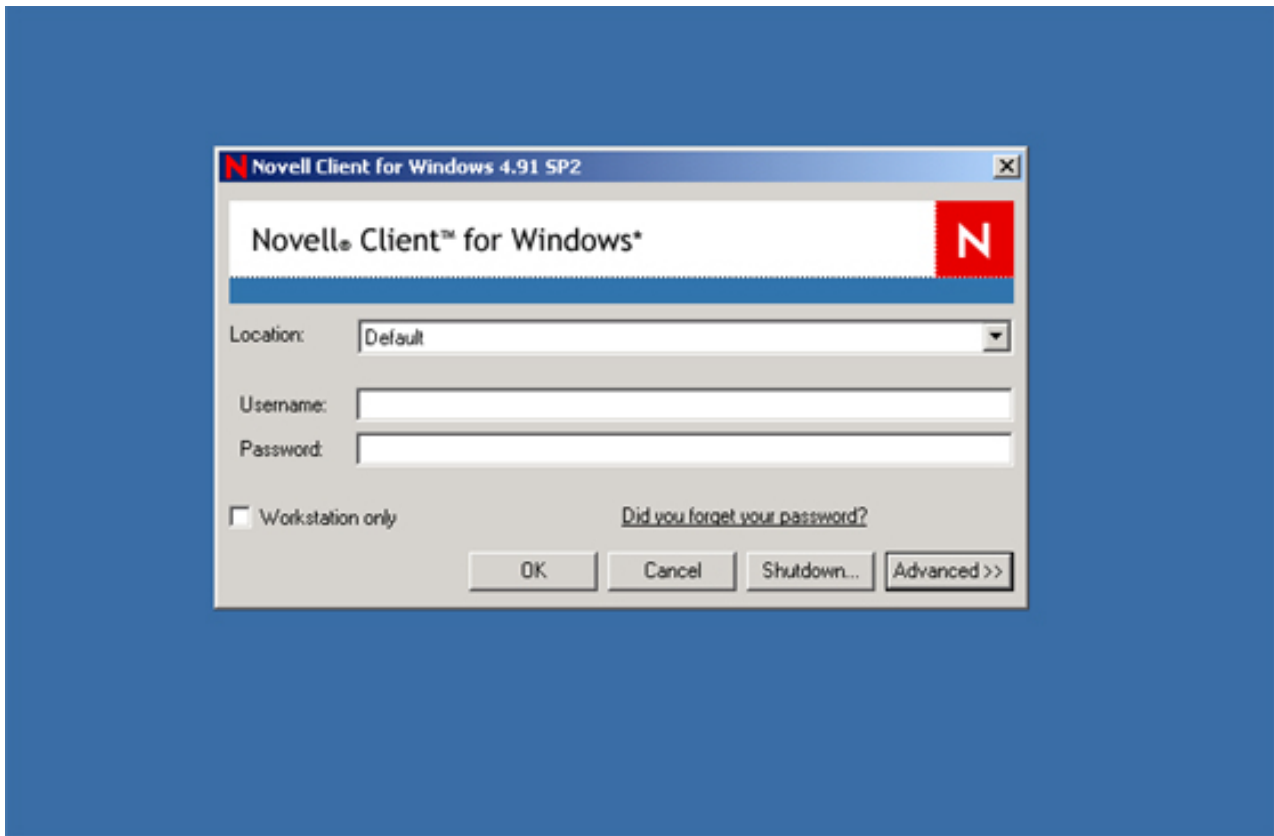 Novell Client for Windows 4.91 SP2
Novell® Client™ for Windows*
N
Location: Default
Username:
Password:
Workstation only Did you forget your password?
OK Cancel Shutdown... Advanced >>